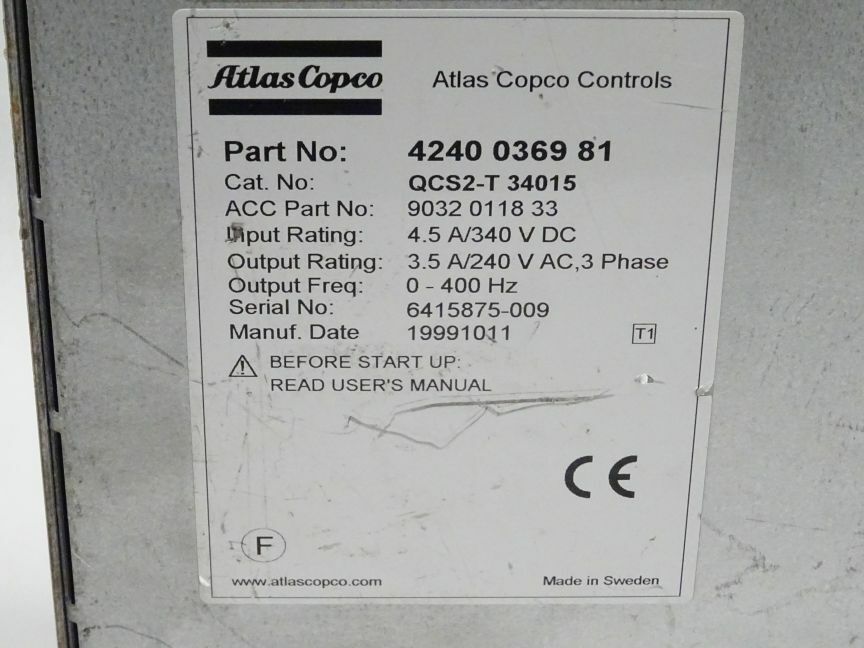 Atlas Copco
Atlas Copco Controls
Part No: 4240 0369 81
Cat. No: QCS2-T 34015
ACC Part No: 9032 0118 33
Input Rating: 4.5 A/340 V DC
Output Rating: 3.5 A/240 V AC,3 Phase
Output Freq: 0 - 400 Hz
Serial No: 6415875-009
Manuf. Date 19991011
T1
BEFORE START UP:
READ USER'S MANUAL
CE
F
www.atlascopco.com
Made in Sweden